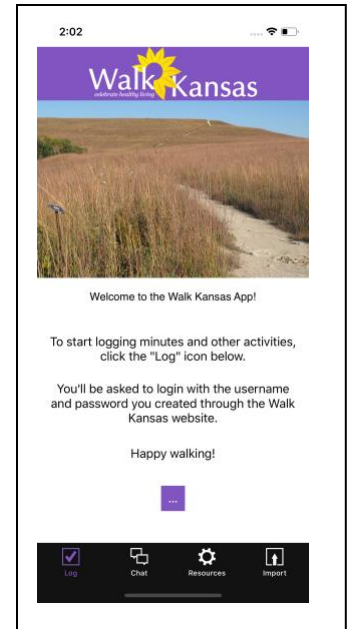 2:02
Walk Kansas
celebrate healthy living
Welcome to the Walk Kansas App!
To start logging minutes and other activities,
click the "Log" icon below.
You'll be asked to login with the username
and password you created through the Walk
Kansas website.
Happy walking!
...
Log Chat Resources Import